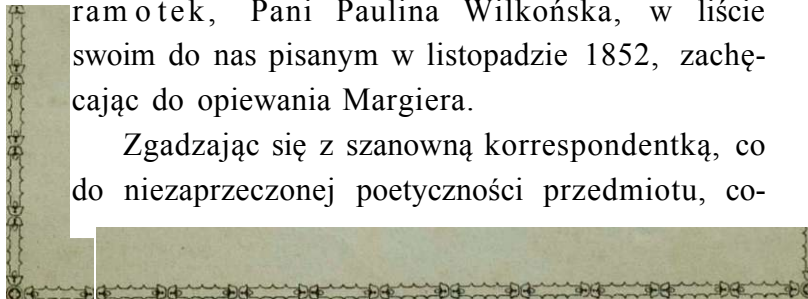 ramotek, Pani Paulina Wilkońska, w liście
swoim do nas pisanym w listopadzie 1852, zachę-
cając do opiewania Margiera.
Zgadzając się z szanowną korrespondentką, co
do niezaprzeczonej poetyczności przedmiotu, co-